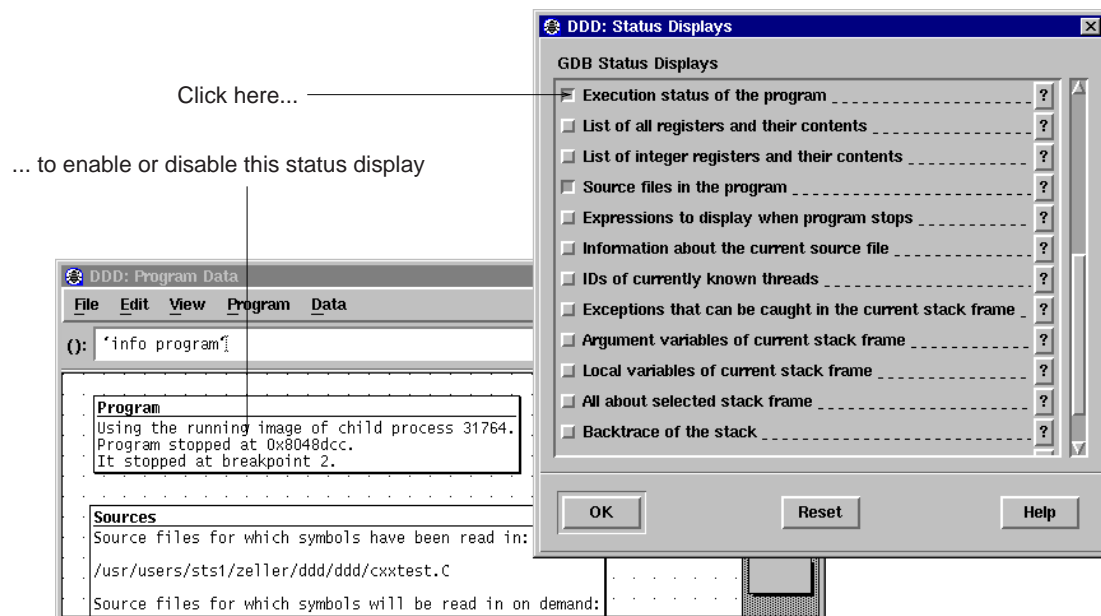 DDD: Status Displays
GDB Status Displays
Click here...
Execution status of the program ?
List of all registers and their contents ?
... to enable or disable this status display
List of integer registers and their contents ?
Source files in the program ?
Expressions to display when program stops ?
Information about the current source file ?
IDs of currently known threads ?
Exceptions that can be caught in the current stack frame ?
Argument variables of current stack frame ?
Local variables of current stack frame ?
All about selected stack frame ?
Backtrace of the stack ?
OK Reset Help
DDD: Program Data
File Edit View Program Data
(): `info program`
Program
Using the running image of child process 31764.
Program stopped at 0x8048dcc.
It stopped at breakpoint 2.
Sources
Source files for which symbols have been read in:
/usr/users/sts1/zeller/ddd/ddd/cxxtest.C
Source files for which symbols will be read in on demand: